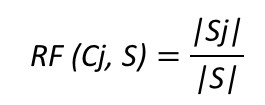 RF (Cj, S) = |Sj| / |S|